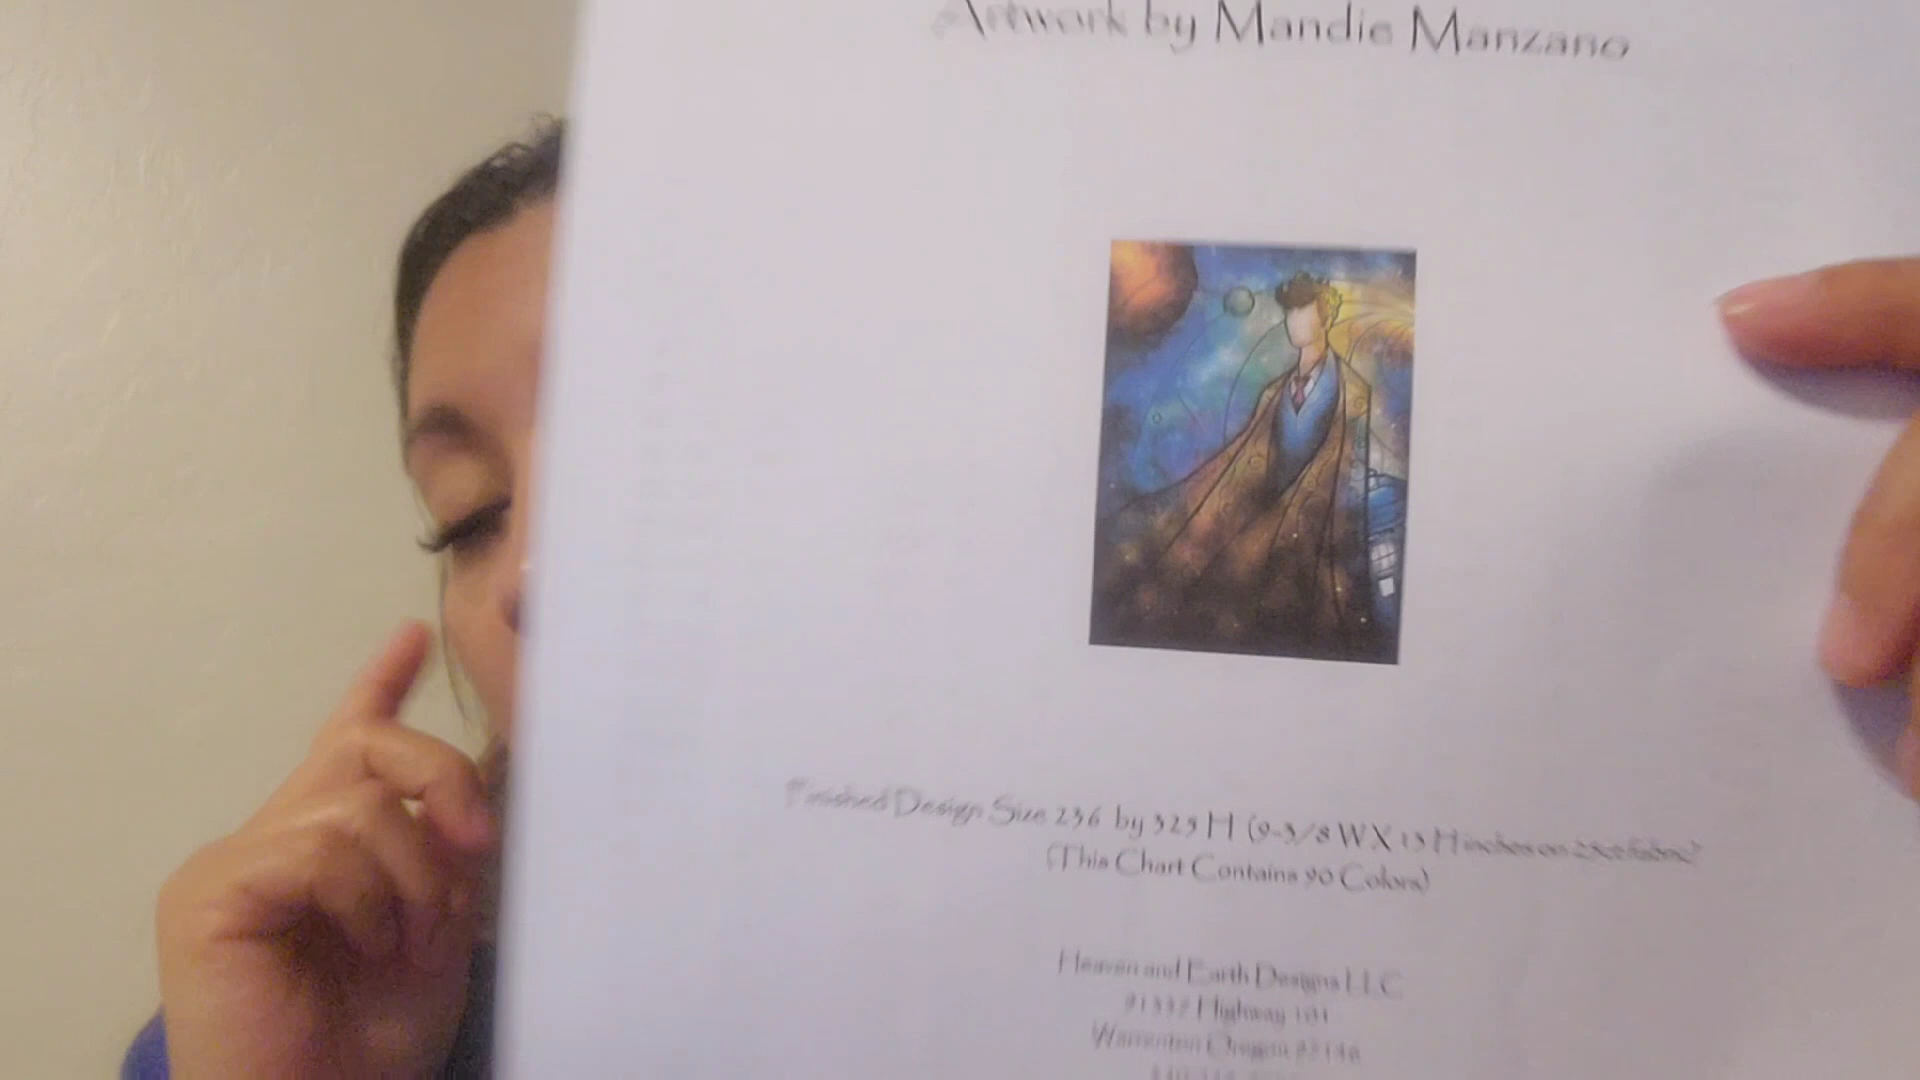 Artwork by Mandie Manzano
Finished Design Size 236 by 325 H (9-3/8 W X 13 H inches on 25ct fabric)
(This Chart Contains 90 Colors)
Heaven and Earth Designs LLC
Highway 101
Warrenton Oregon